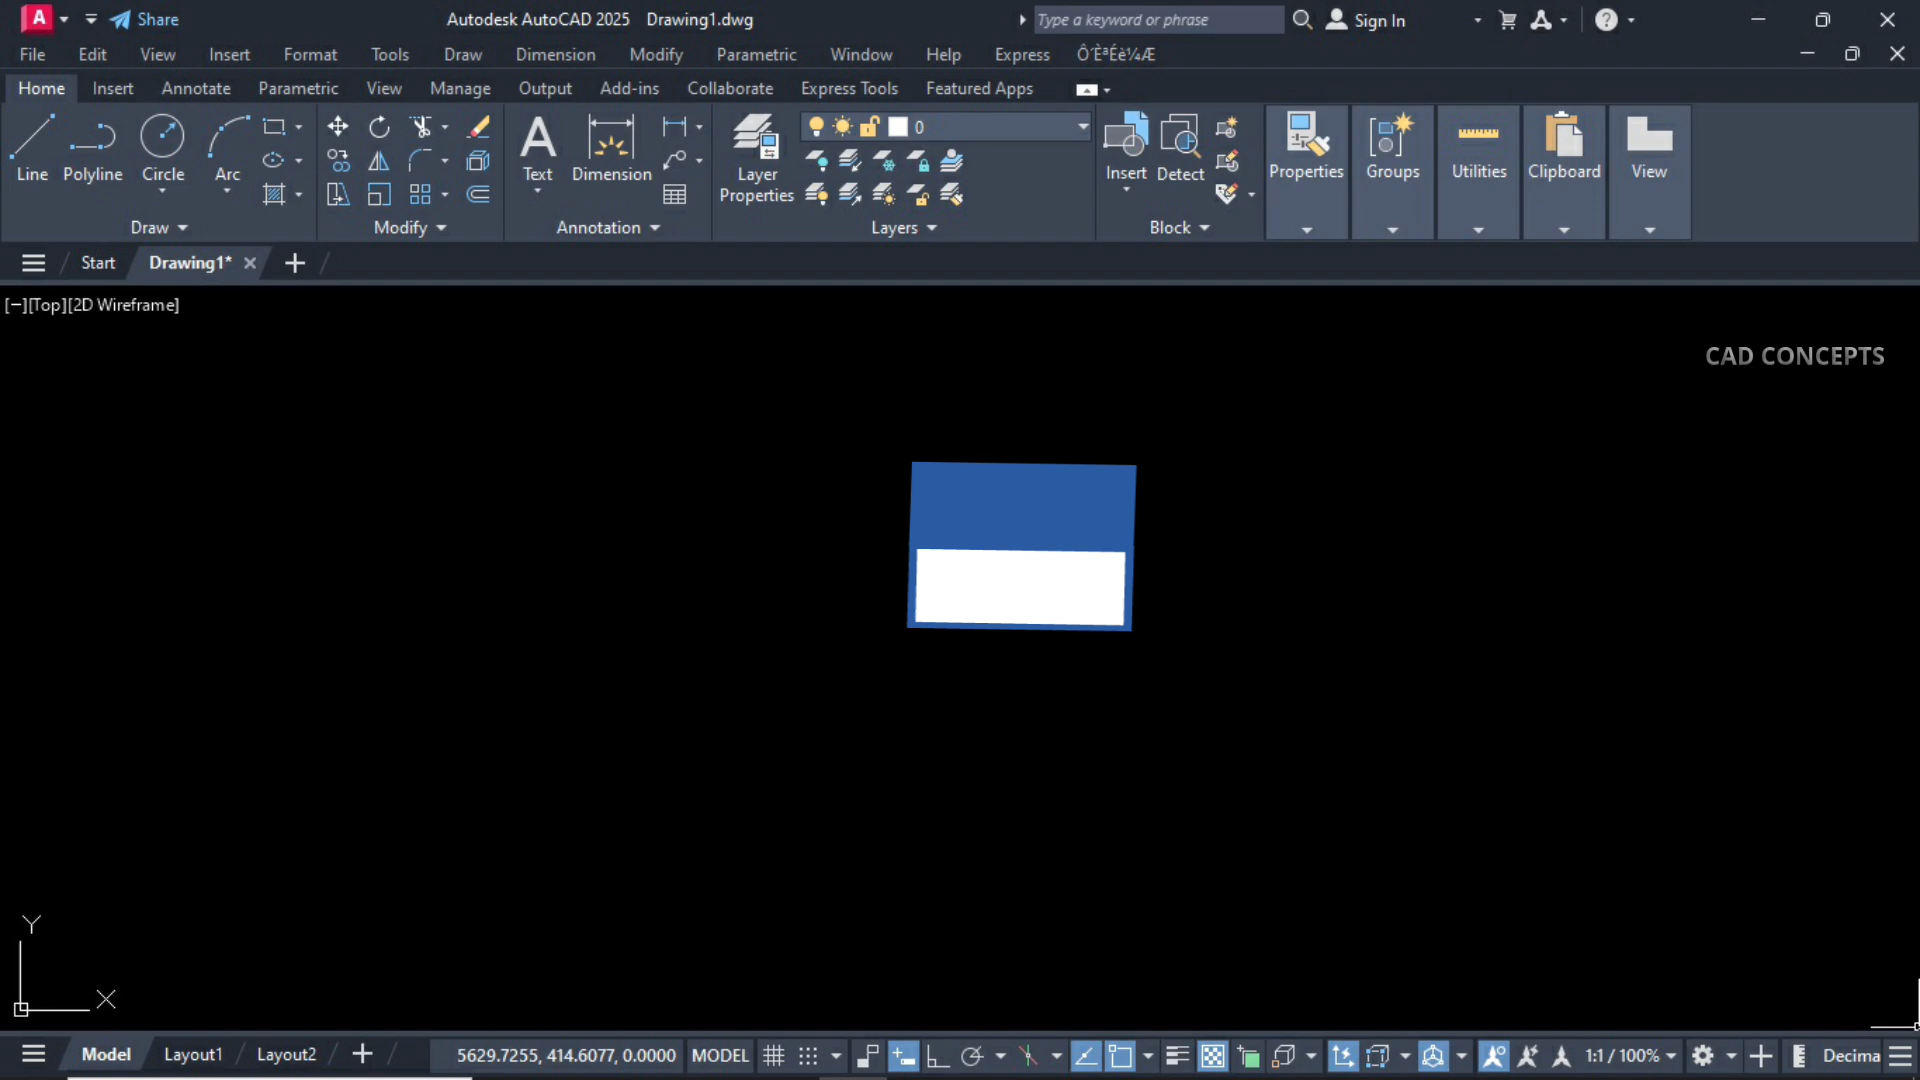 A Share Autodesk AutoCAD 2025 Drawing1.dwg Type a keyword or phrase Sign In
File Edit View Insert Format Tools Draw Dimension Modify Parametric Window Help Express Ô´È­ªÉè¼Æ
Home Insert Annotate Parametric View Manage Output Add-ins Collaborate Express Tools Featured Apps
0
Line Polyline Circle Arc Text Dimension Layer Properties Insert Detect Properties Groups Utilities Clipboard View
Draw Modify Annotation Layers Block
Start Drawing1*
[−][Top][2D Wireframe]
CAD CONCEPTS
Y
X
Model Layout1 Layout2 5629.7255, 414.6077, 0.0000 MODEL 1:1 / 100% Decima